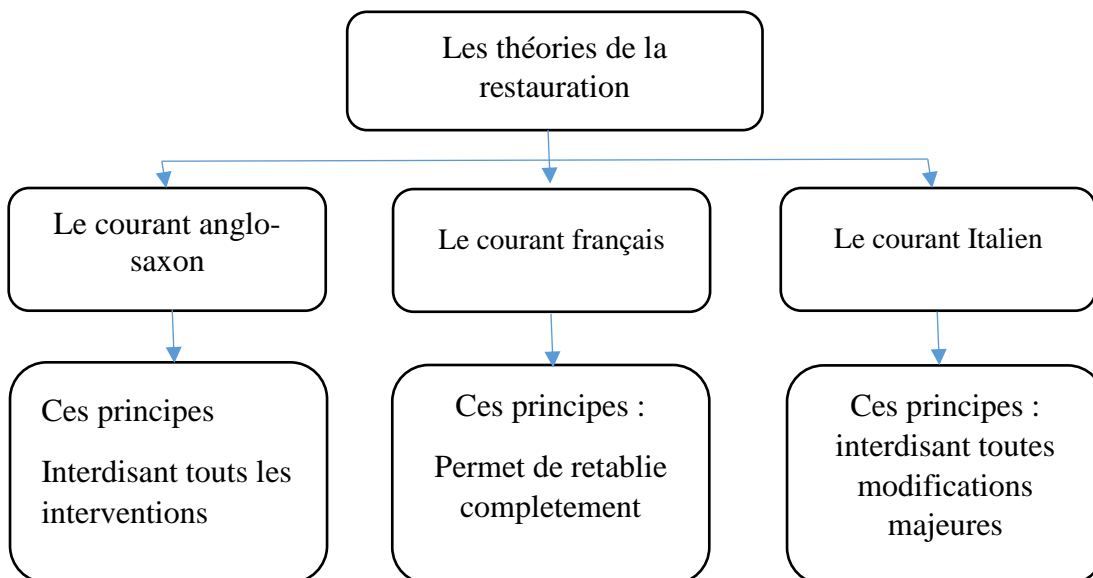 Les théories de la
restauration
Le courant anglo-
saxon
Le courant français
Le courant Italien
Ces principes
Interdisant touts les
interventions
Ces principes :
Permet de retablie
completement
Ces principes :
interdisant toutes
modifications
majeures